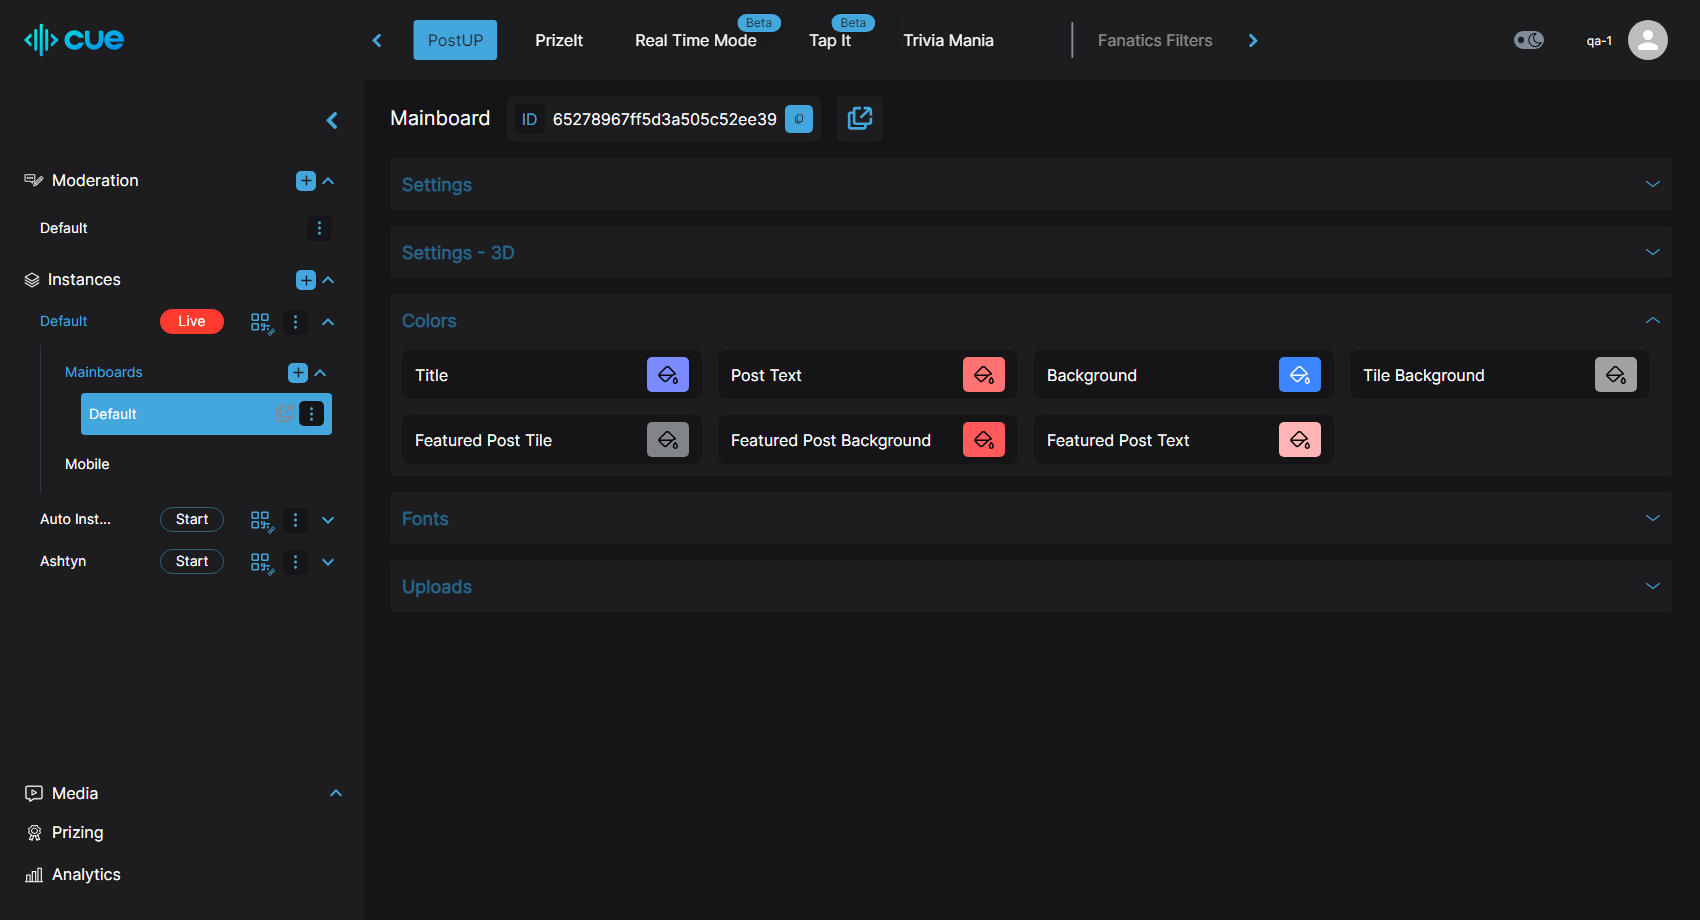 cue
PostUP
PrizeIt
Real Time Mode
Beta
Tap It
Beta
Trivia Mania
Fanatics Filters
qa-1
Moderation
Default
Instances
Default
Live
Mainboards
Default
Mobile
Auto Inst...
Start
Ashtyn
Start
Media
Prizing
Analytics
Mainboard
ID 65278967ff5d3a505c52ee39
Settings
Settings - 3D
Colors
Title
Post Text
Background
Tile Background
Featured Post Tile
Featured Post Background
Featured Post Text
Fonts
Uploads